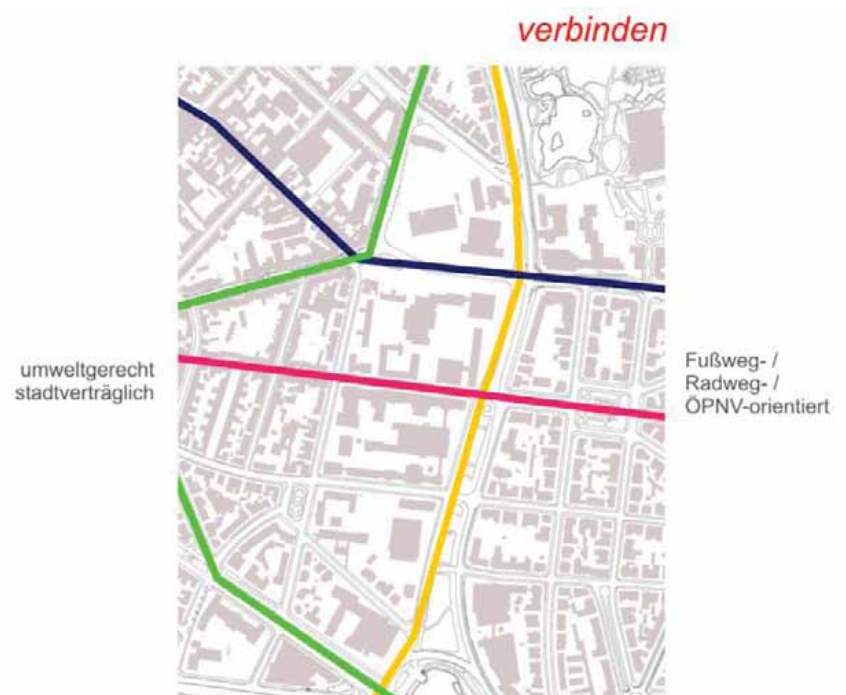 verbinden
umweltgerecht
stadtverträglich
Fußweg- /
Radweg- /
ÖPNV-orientiert